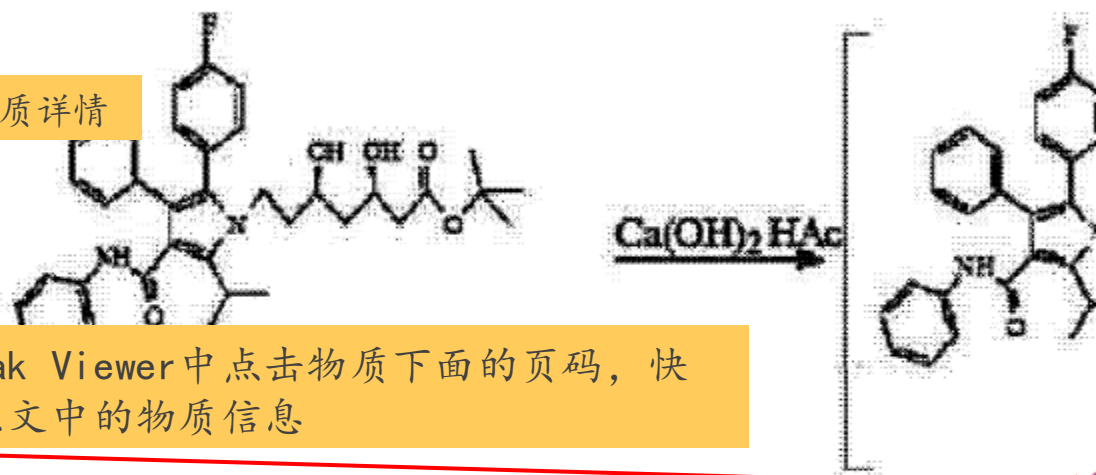 F
F
质详情
OH OH O
O
N
Ca(OH)₂ HAc
NH
NH
O
O
ak Viewer中点击物质下面的页码，快
文中的物质信息